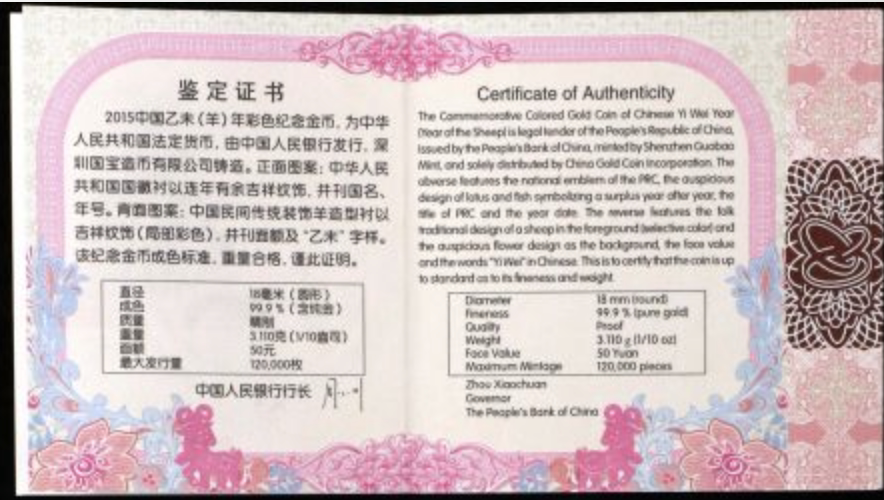 鉴定证书
2015中国乙未(羊)年彩色纪念金币，为中华
人民共和国法定货币，由中国人民银行发行，深
圳国宝造币有限公司铸造。正面图案：中华人民
共和国国徽衬以连年有余吉祥纹饰，并刊国名、
年号。背面图案：中国民间传统装饰羊造型衬以
吉祥纹饰(局部彩色)，并刊面额及“乙未”字样。
该纪念金币成色标准，重量合格，谨此证明。
直径 18毫米(圆形)
成色 99.9%(含纯金)
质量 精制
重量 3.110克(1/10盎司)
面额 50元
最大发行量 120,000枚
中国人民银行行长
Certificate of Authenticity
The Commemorative Colored Gold Coin of Chinese Yi Wei Year
(Year of the Sheep) is legal tender of the People's Republic of China,
issued by the People's Bank of China, minted by Shenzhen Guobao
Mint, and solely distributed by China Gold Coin Incorporation. The
obverse features the national emblem of the PRC, the auspicious
design of lotus and fish symbolizing a surplus year after year, the
title of PRC and the year date. The reverse features the folk
traditional design of a sheep in the foreground (selective color) and
the auspicious flower design as the background, the face value
and the words "Yi Wei" in Chinese. This is to certify that the coin is up
to standard as to its fineness and weight.
Diameter 18 mm (round)
Fineness 99.9 % (pure gold)
Quality Proof
Weight 3.110 g (1/10 oz)
Face Value 50 Yuan
Maximum Mintage 120,000 pieces
Zhou Xiaochuan
Governor
The People's Bank of China